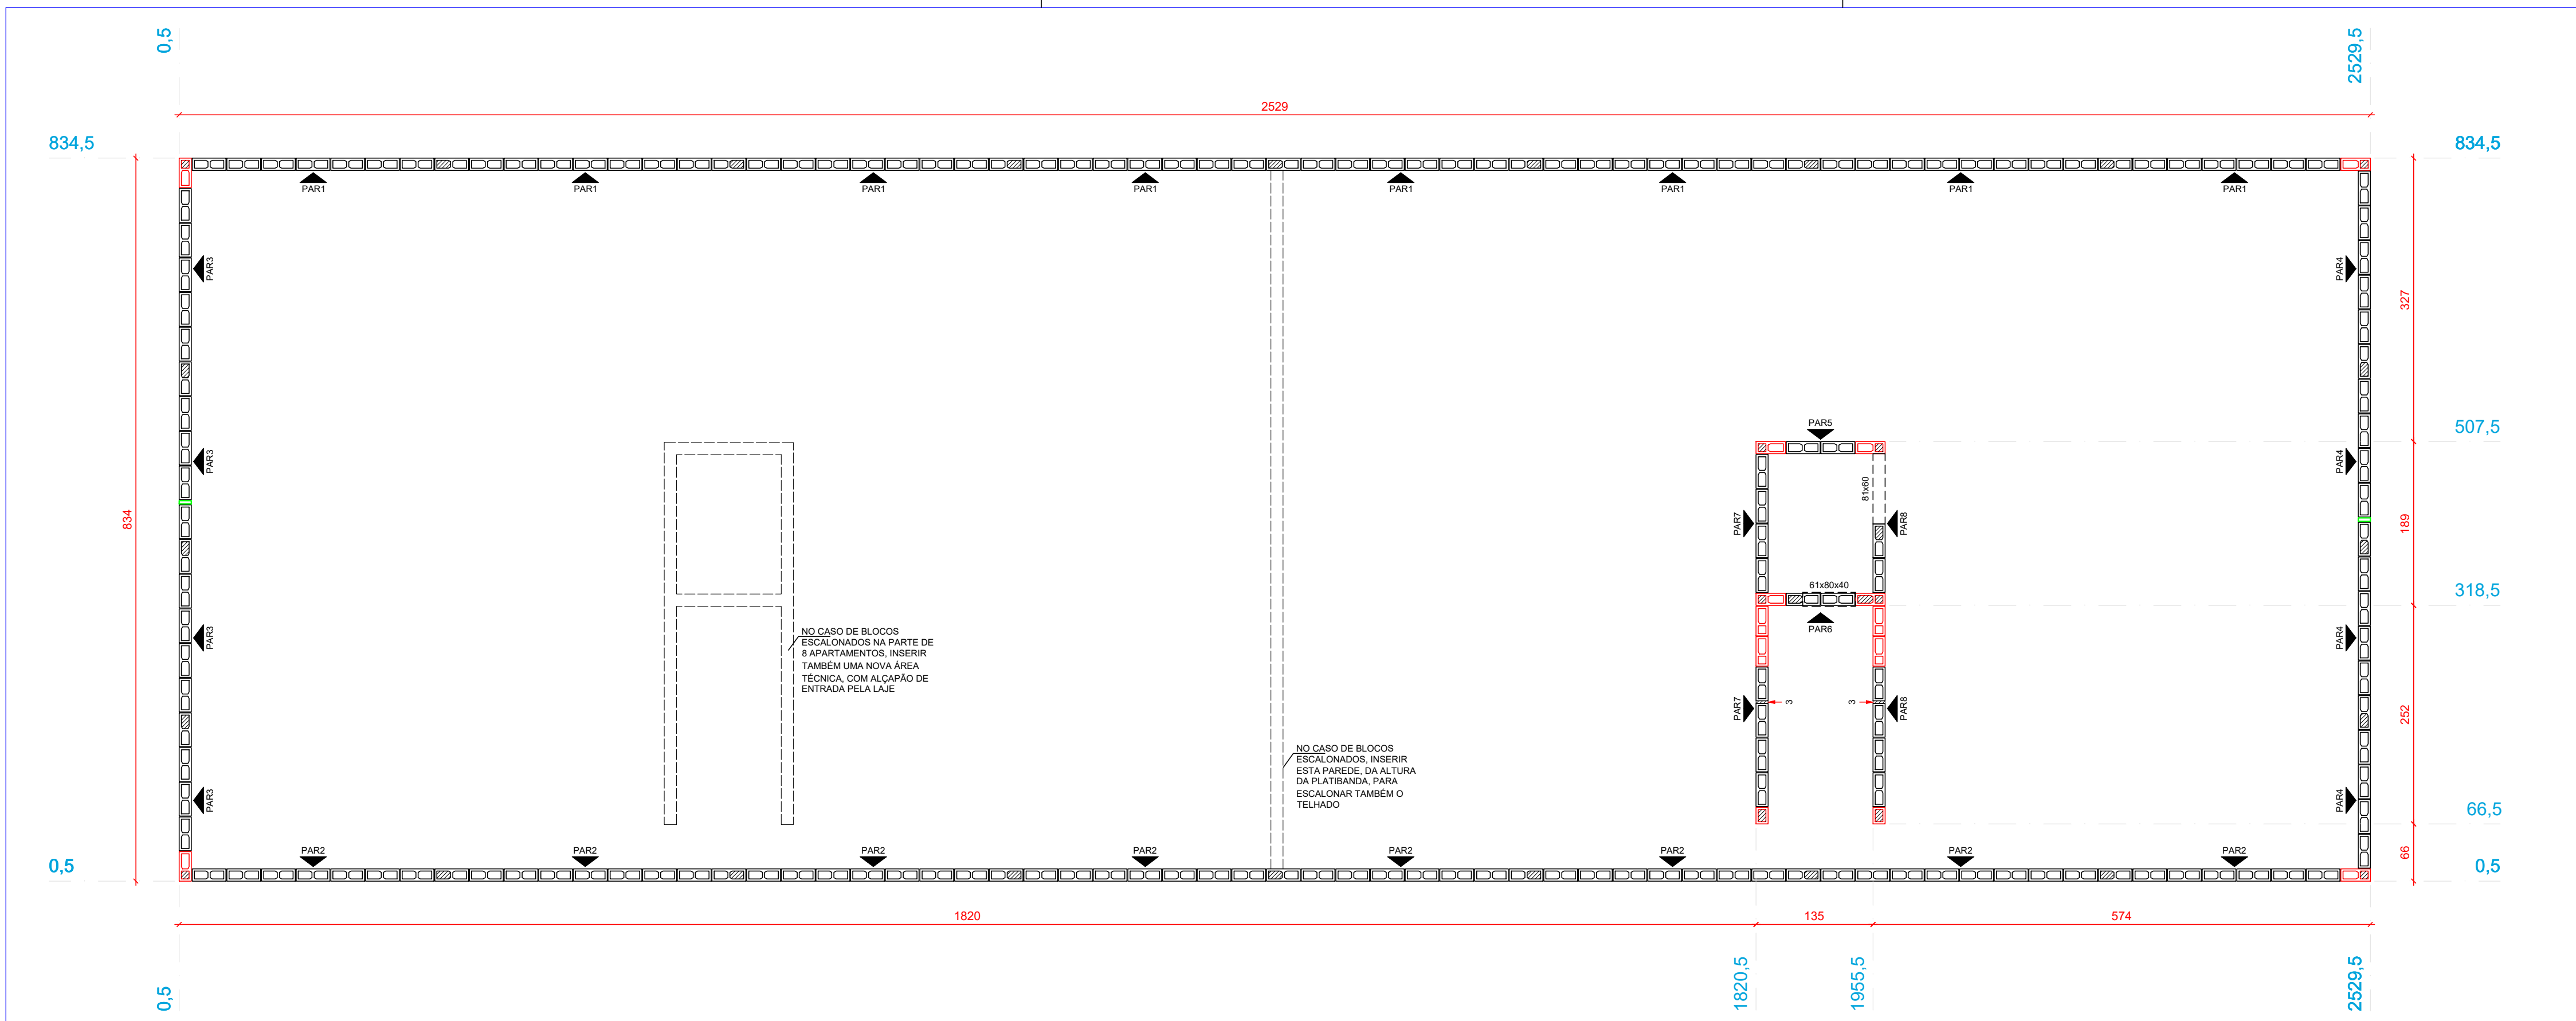 0,5
2529,5
2529
834,5
834,5
PAR1
PAR1
PAR1
PAR1
PAR1
PAR1
PAR1
PAR1
PAR3
PAR4
327
507,5
PAR5
PAR3
PAR4
81x60
834
PAR7
PAR8
189
61x80x40
318,5
PAR6
PAR3
PAR4
NO CASO DE BLOCOS
ESCALONADOS NA PARTE DE
8 APARTAMENTOS, INSERIR
TAMBÉM UMA NOVA ÁREA
TÉCNICA, COM ALÇAPÃO DE
ENTRADA PELA LAJE
PAR7
3
3
PAR8
252
NO CASO DE BLOCOS
ESCALONADOS, INSERIR
ESTA PAREDE, DA ALTURA
DA PLATIBANDA, PARA
ESCALONAR TAMBÉM O
TELHADO
PAR3
PAR4
66,5
PAR2
PAR2
PAR2
PAR2
PAR2
PAR2
PAR2
PAR2
66
0,5
0,5
1820
135
574
0,5
1820,5
1955,5
2529,5